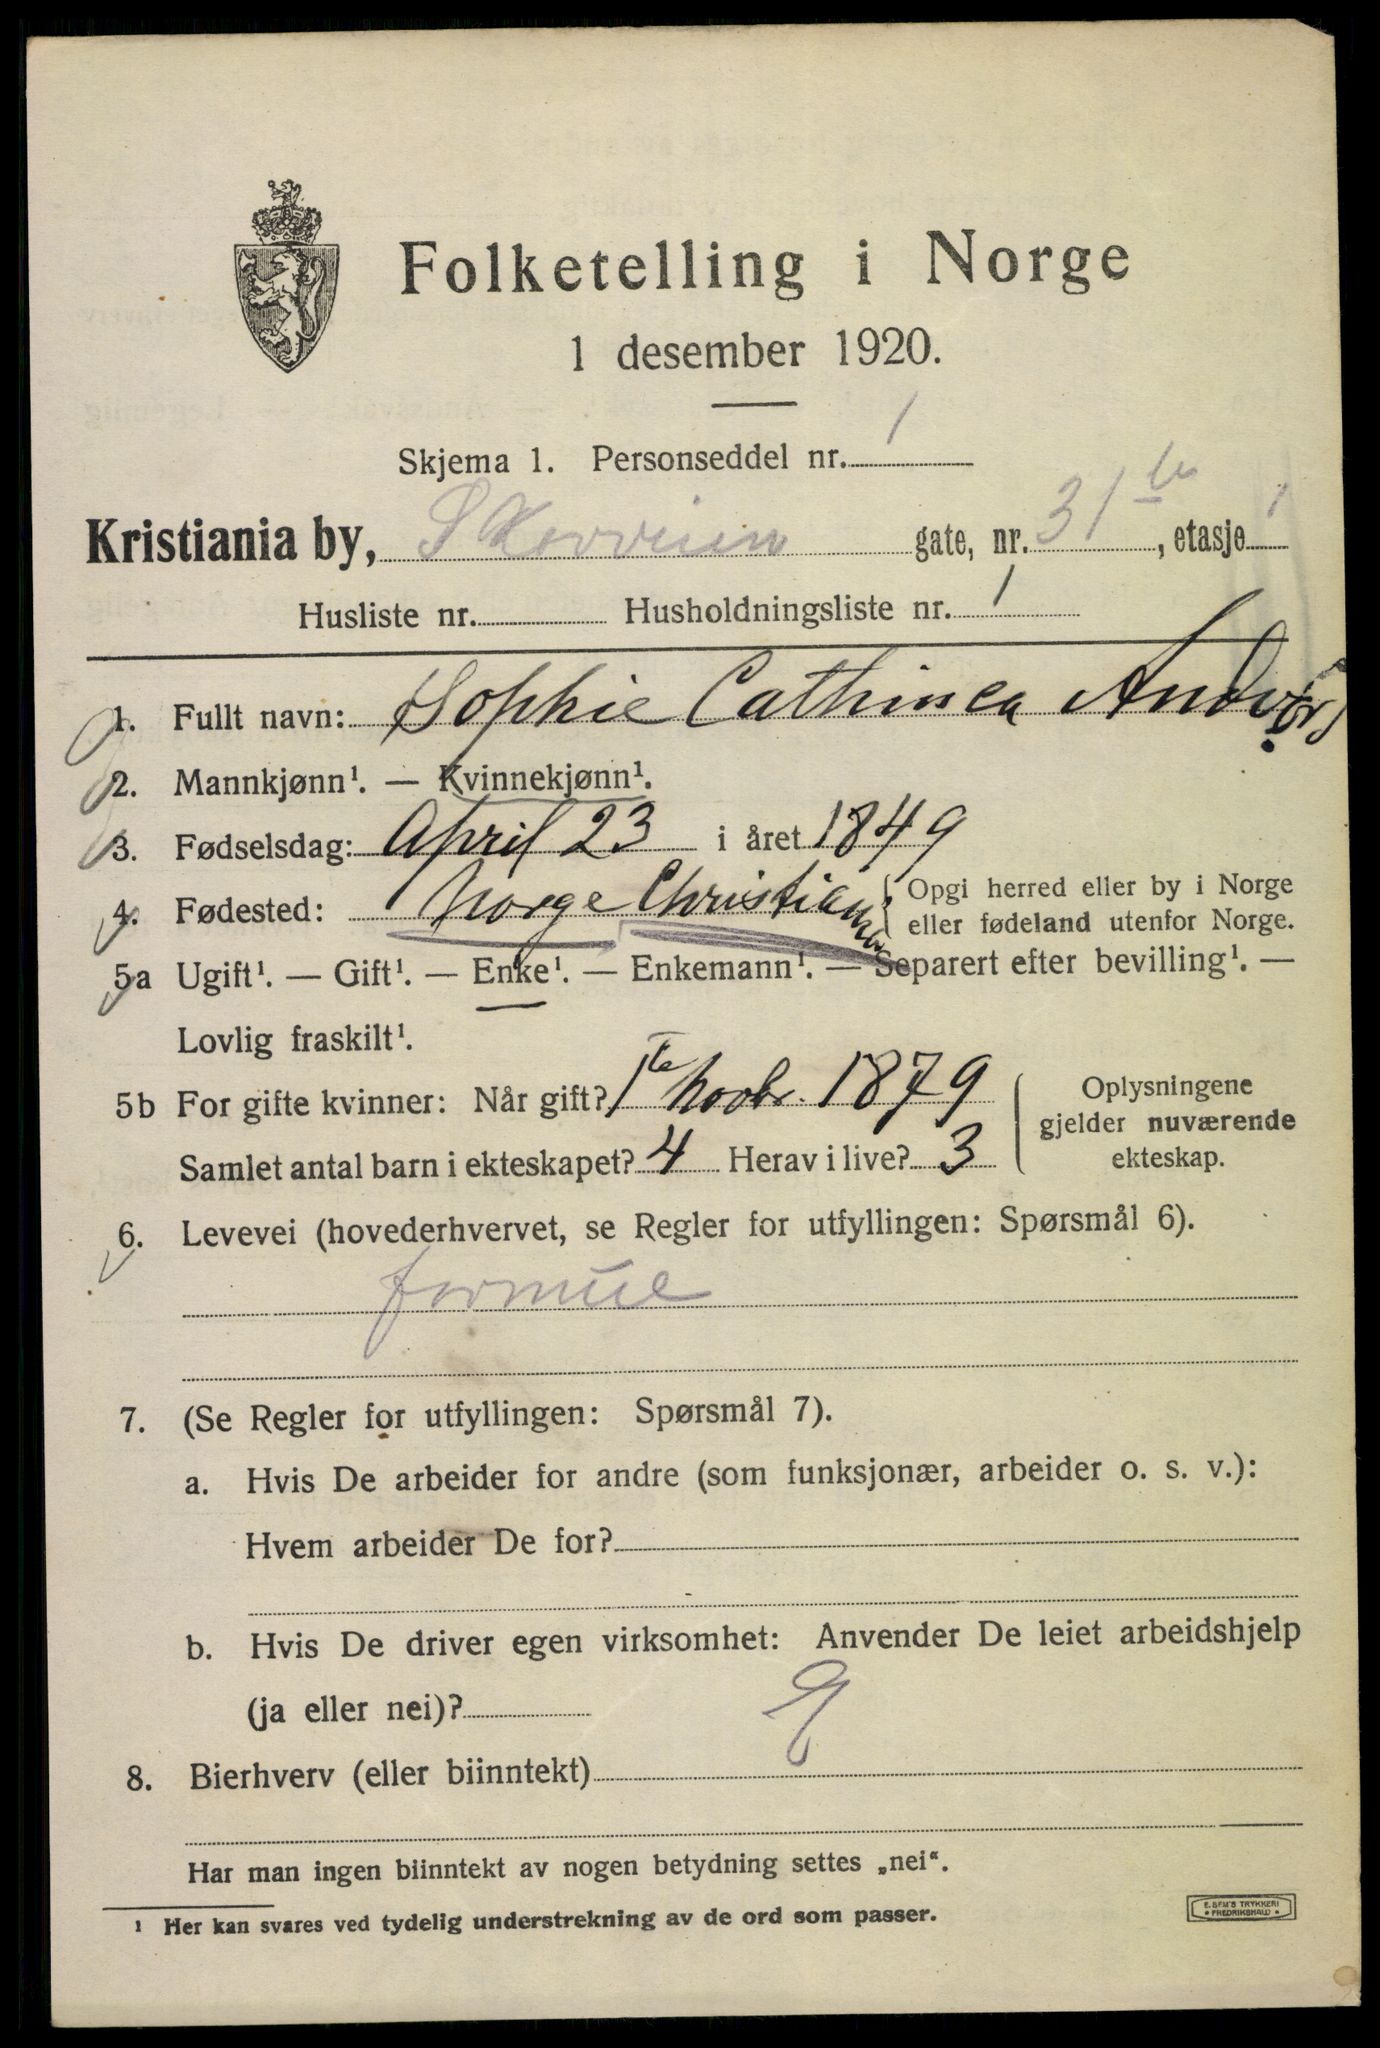 Folketelling i Norge
1 desember 1920.
Skjema 1. Personseddel nr. 1
Kristiania by, Skovveien gate, nr. 31 b, etasje 1
Husliste nr. Husholdningsliste nr. 1
1. Fullt navn: Sophie Cathinca
2. Mannkjønn¹. — Kvinnekjønn¹.
3. Fødselsdag: April 23 i året 1849
4. Fødested: Norge Christiania { Opgi herred eller by i Norge
eller fødeland utenfor Norge.
5a Ugift¹. — Gift¹. — Enke¹. — Enkemann¹. — Separert efter bevilling¹. —
Lovlig fraskilt¹.
5b For gifte kvinner: Når gift? 1te Novbr. 1879
Samlet antal barn i ekteskapet? 4 Herav i live? 3
Oplysningene
gjelder nuværende
ekteskap.
6. Levevei (hovederhvervet, se Regler for utfyllingen: Spørsmål 6).
formue
7. (Se Regler for utfyllingen: Spørsmål 7).
a. Hvis De arbeider for andre (som funksjonær, arbeider o. s. v.):
Hvem arbeider De for?
b. Hvis De driver egen virksomhet: Anvender De leiet arbeidshjelp
(ja eller nei)?
8. Bierhverv (eller biinntekt)
Har man ingen biinntekt av nogen betydning settes „nei“.
¹ Her kan svares ved tydelig understrekning av de ord som passer.
E. SEM'S TRYKKERI
FREDRIKSHALD